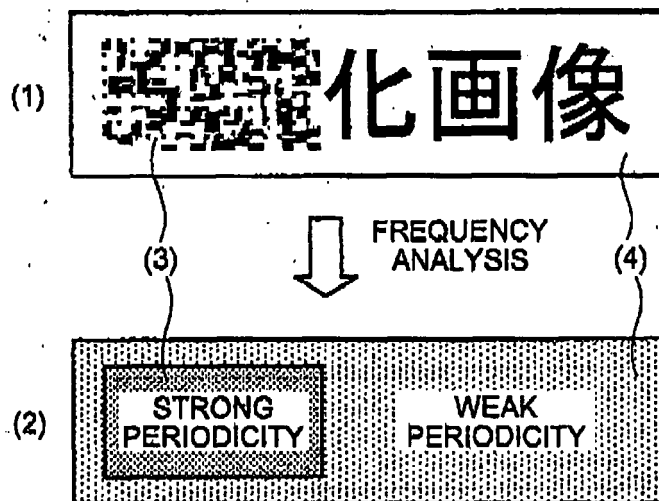 (1)
化画像
(3)
FREQUENCY
ANALYSIS
(4)
(2)
STRONG
PERIODICITY
WEAK
PERIODICITY